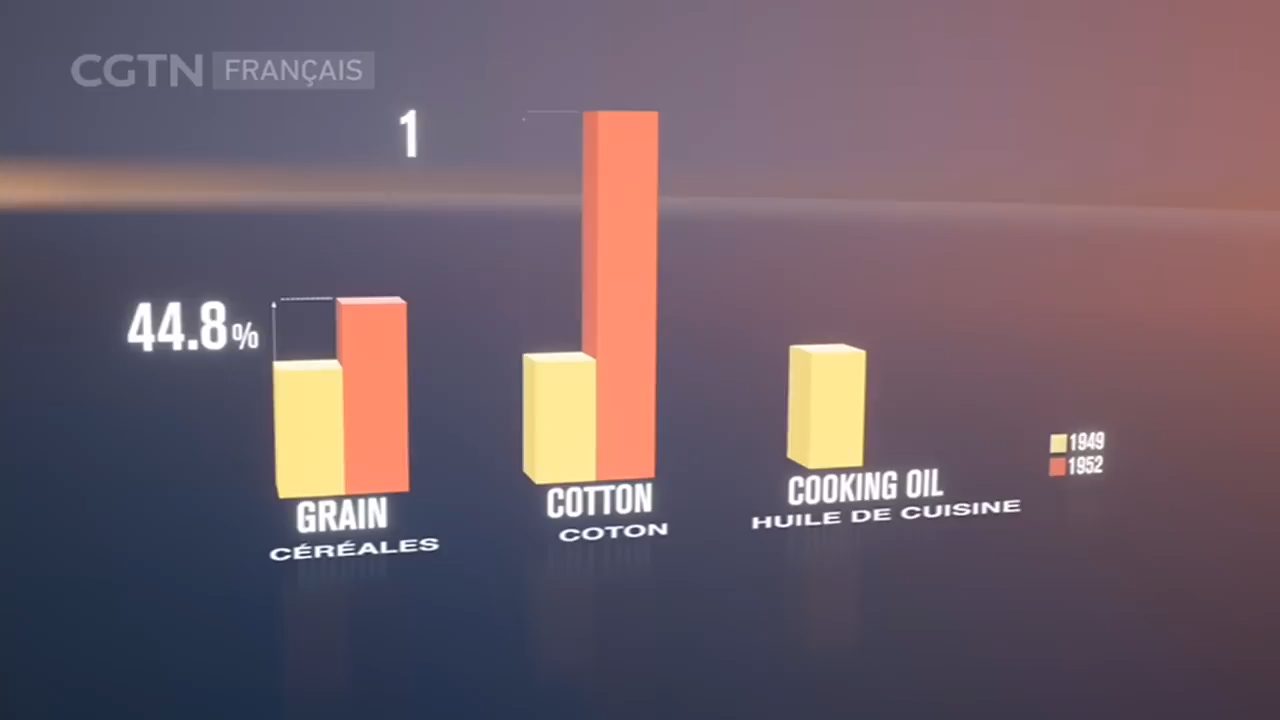 CGTN FRANÇAIS
1
44.8%
GRAIN
CÉRÉALES
COTTON
COTON
COOKING OIL
HUILE DE CUISINE
1949
1952